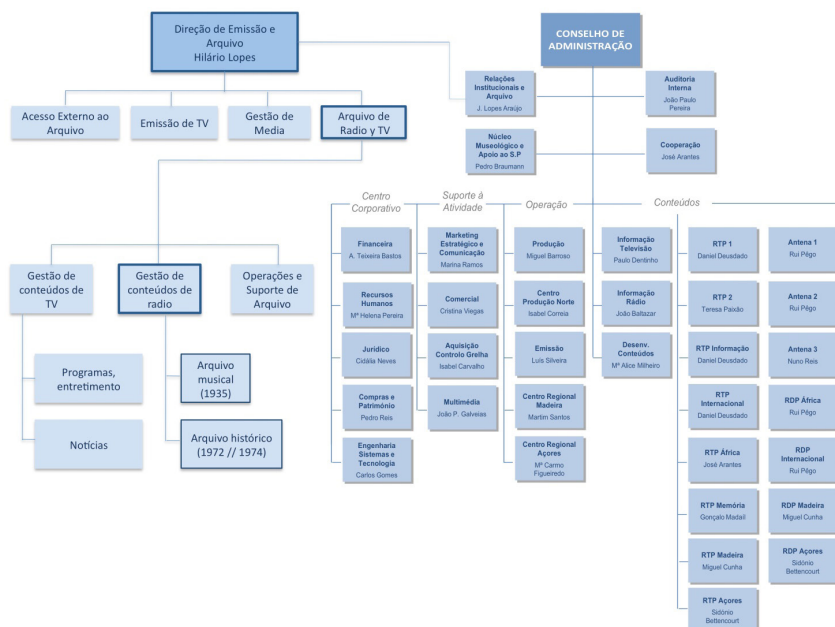 Direção de Emissão e
Arquivo
Hilário Lopes
Acesso Externo ao
Arquivo
Emissão de TV
Gestão de
Media
Arquivo de
Radio y TV
Gestão de
conteúdos de
TV
Gestão de
conteúdos de
radio
Operações e
Suporte de
Arquivo
Programas,
entretimento
Notícias
Arquivo
musical
(1935)
Arquivo histórico
(1972 // 1974)
CONSELHO DE
ADMINISTRAÇÃO
Relações
Institucionais e
Arquivo
J. Lopes Araújo
Auditoria
Interna
João Paulo
Pereira
Núcleo
Museológico e
Apoio ao S.P
Pedro Braumann
Cooperação
José Arantes
Centro
Corporativo
Financeira
A. Teixeira Bastos
Recursos
Humanos
Mª Helena Pereira
Jurídico
Cidália Neves
Compras e
Património
Pedro Reis
Engenharia
Sistemas e
Tecnologia
Carlos Gomes
Suporte à
Atividade
Marketing
Estratégico e
Comunicação
Marina Ramos
Comercial
Cristina Viegas
Aquisição
Controlo Grelha
Isabel Carvalho
Multimédia
João P. Galveias
Operação
Produção
Miguel Barroso
Centro
Produção Norte
Isabel Correia
Emissão
Luis Silveira
Centro Regional
Madeira
Martim Santos
Centro Regional
Açores
Mª Carmo
Figueiredo
Conteúdos
Informação
Televisão
Paulo Dentinho
Informação
Rádio
João Baltazar
Desenv.
Conteúdos
Mª Alice Milheiro
RTP 1
Daniel Deusdado
RTP 2
Teresa Paixão
RTP Informação
Daniel Deusdado
RTP
Internacional
Daniel Deusdado
RTP África
José Arantes
RTP Memória
Gonçalo Madaíl
RTP Madeira
Miguel Cunha
RTP Açores
Sidónio
Bettencourt
Antena 1
Rui Pêgo
Antena 2
Rui Pêgo
Antena 3
Nuno Reis
RDP África
Rui Pêgo
RDP
Internacional
Rui Pêgo
RDP Madeira
Miguel Cunha
RDP Açores
Sidónio
Bettencourt